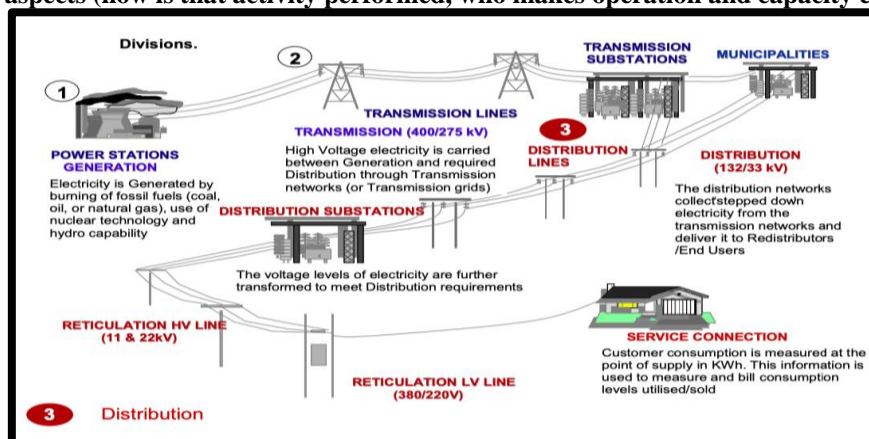 aspects (how is that activity performed, who makes operation and capacity
Divisions.
1
2
POWER STATIONS
GENERATION
Electricity is Generated by
burning of fossil fuels (coal,
oil, or natural gas), use of
nuclear technology and
hydro capability
TRANSMISSION LINES
TRANSMISSION (400/275 kV)
High Voltage electricity is carried
between Generation and required
Distribution through Transmission
networks (or Transmission grids)
TRANSMISSION
SUBSTATIONS
MUNICIPALITIES
3
DISTRIBUTION
LINES
DISTRIBUTION
(132/33 kV)
The distribution networks
collect'stepped down
electricity from the
transmission networks and
deliver it to Redistributors
/End Users
DISTRIBUTION SUBSTATIONS
The voltage levels of electricity are further
transformed to meet Distribution requirements
RETICULATION HV LINE
(11 & 22kV)
RETICULATION LV LINE
(380/220V)
SERVICE CONNECTION
Customer consumption is measured at the
point of supply in KWh. This information is
used to measure and bill consumption
levels utilised/sold
3 Distribution